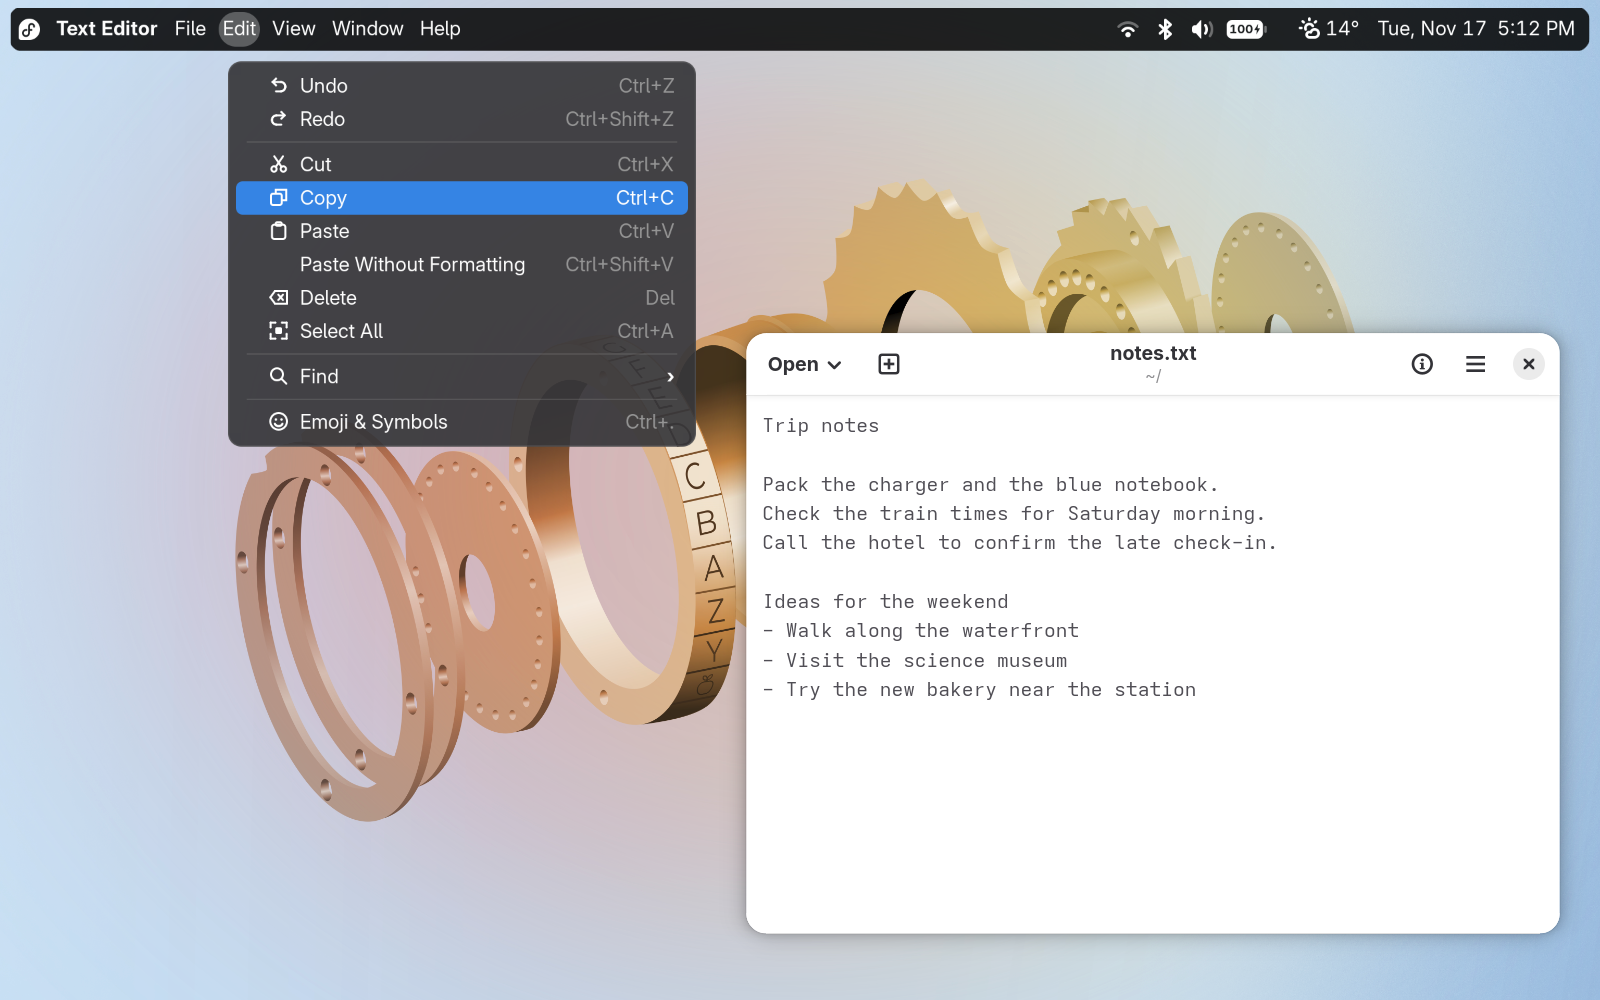 Text Editor File Edit View Window Help 100 14° Tue, Nov 17 5:12 PM
Undo Ctrl+Z
Redo Ctrl+Shift+Z
Cut Ctrl+X
Copy Ctrl+C
Paste Ctrl+V
Paste Without Formatting Ctrl+Shift+V
Delete Del
Select All Ctrl+A
Find
Emoji & Symbols Ctrl+.
Open
notes.txt
~/
Trip notes
Pack the charger and the blue notebook.
Check the train times for Saturday morning.
Call the hotel to confirm the late check-in.
Ideas for the weekend
- Walk along the waterfront
- Visit the science museum
- Try the new bakery near the station
F
E
D
C
B
A
Z
Y